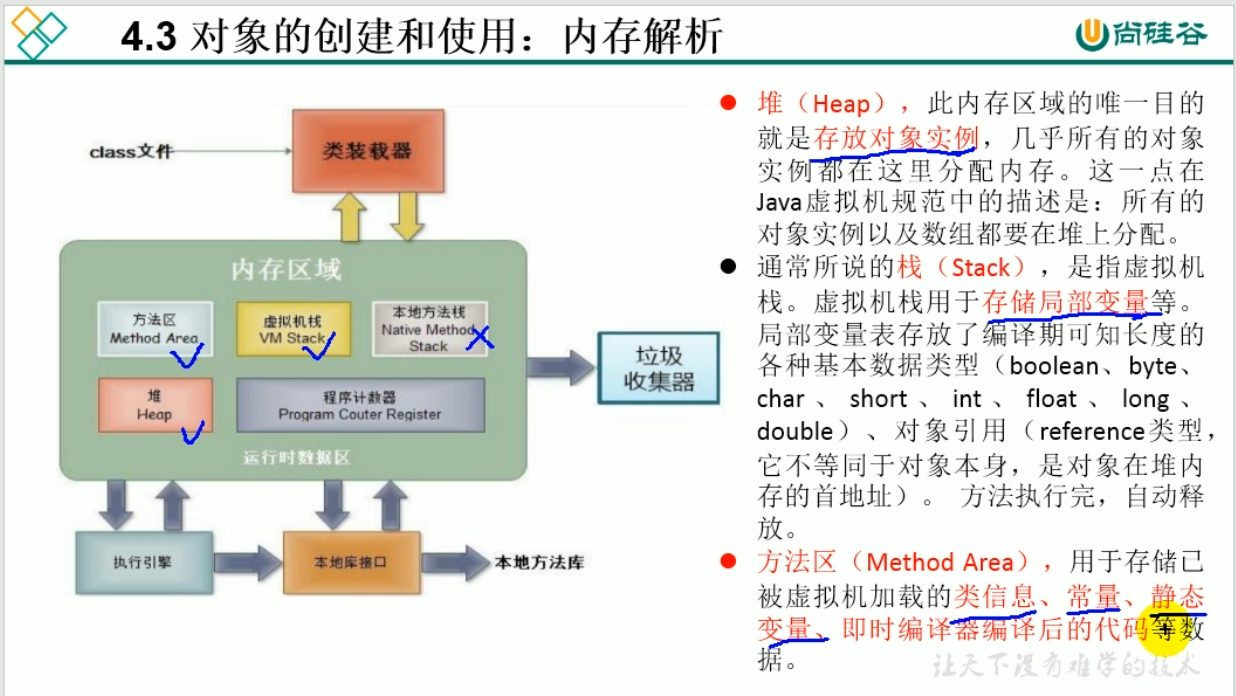 4.3 对象的创建和使用：内存解析
尚硅谷
class文件
类装载器
内存区域
方法区
Method Area
虚拟机栈
VM Stack
本地方法栈
Native Method
Stack
堆
Heap
程序计数器
Program Couter Register
运行时数据区
垃圾
收集器
执行引擎
本地库接口
本地方法库
堆（Heap），此内存区域的唯一目的
就是存放对象实例，几乎所有的对象
实例都在这里分配内存。这一点在
Java虚拟机规范中的描述是：所有的
对象实例以及数组都要在堆上分配。
通常所说的栈（Stack），是指虚拟机
栈。虚拟机栈用于存储局部变量等。
局部变量表存放了编译期可知长度的
各种基本数据类型（boolean、byte、
char 、 short 、 int 、 float 、 long 、
double）、对象引用（reference类型，
它不等同于对象本身，是对象在堆内
存的首地址）。 方法执行完，自动释
放。
方法区（Method Area），用于存储已
被虚拟机加载的类信息、常量、静态
变量、即时编译器编译后的代码等数
据。
让天下没有难学的技术